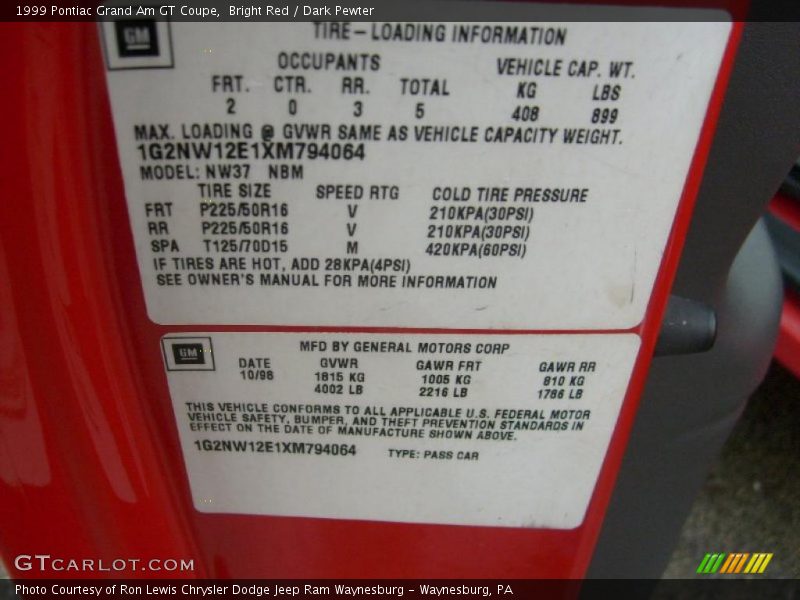 1999 Pontiac Grand Am GT Coupe, Bright Red / Dark Pewter
GM
TIRE-LOADING INFORMATION
OCCUPANTS VEHICLE CAP. WT.
FRT. CTR. RR. TOTAL KG LBS
2 0 3 5 408 899
MAX. LOADING @ GVWR SAME AS VEHICLE CAPACITY WEIGHT.
1G2NW12E1XM794064
MODEL: NW37 NBM
TIRE SIZE SPEED RTG COLD TIRE PRESSURE
FRT P225/50R16 V 210KPA(30PSI)
RR P225/50R16 V 210KPA(30PSI)
SPA T125/70D15 M 420KPA(60PSI)
IF TIRES ARE HOT, ADD 28KPA(4PSI)
SEE OWNER'S MANUAL FOR MORE INFORMATION
GM
MFD BY GENERAL MOTORS CORP
DATE GVWR GAWR FRT GAWR RR
10/98 1815 KG 1005 KG 810 KG
4002 LB 2216 LB 1786 LB
THIS VEHICLE CONFORMS TO ALL APPLICABLE U.S. FEDERAL MOTOR
VEHICLE SAFETY, BUMPER, AND THEFT PREVENTION STANDARDS IN
EFFECT ON THE DATE OF MANUFACTURE SHOWN ABOVE.
1G2NW12E1XM794064 TYPE: PASS CAR
GTCARLOT.COM
Photo Courtesy of Ron Lewis Chrysler Dodge Jeep Ram Waynesburg - Waynesburg, PA